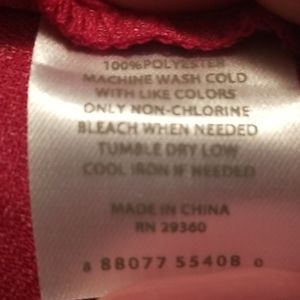 100%POLYESTER
MACHINE WASH COLD
WITH LIKE COLORS
ONLY NON-CHLORINE
BLEACH WHEN NEEDED
TUMBLE DRY LOW
COOL IRON IF NEEDED
MADE IN CHINA
RN 29360
8 88077 55408 0